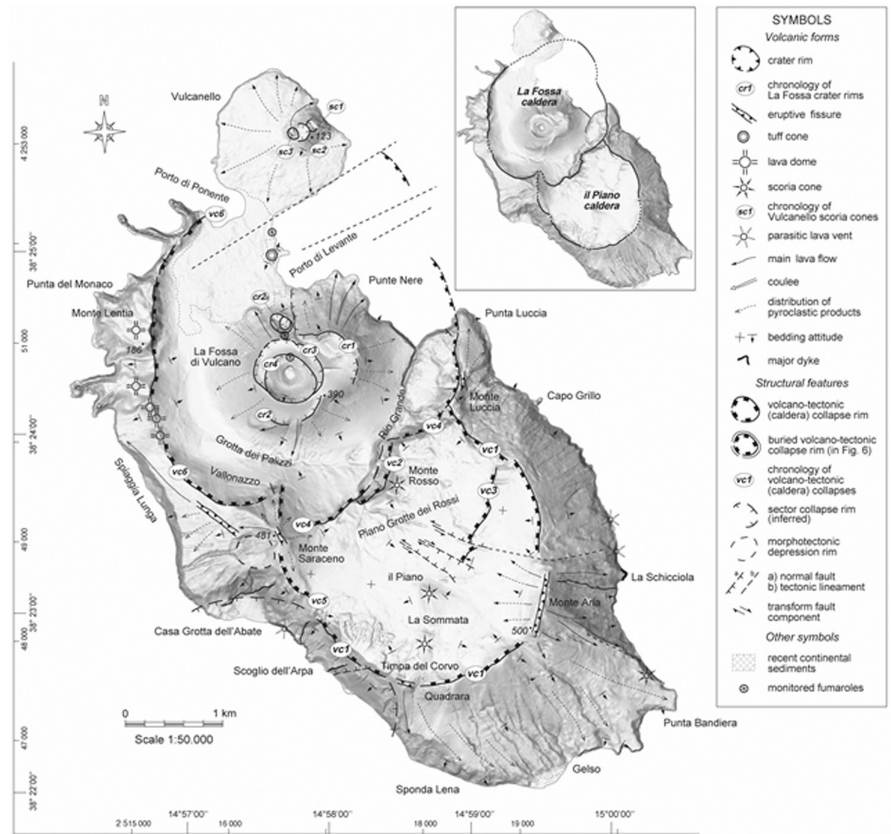 Vulcanello
sc1
123
sc3
sc2
N
4 253 000
Porto di Ponente
vc6
38°25'00"
Porto di Levante
Punta del Monaco
Punte Nere
Monte Lentia
cr2
Punta Luccia
51 000
186
La Fossa
di Vulcano
cr3
cr1
cr4
390
cr2
Rio Grande
Monte
Luccia
Capo Grillo
38°24'00"
vc4
Grotta dei Palizzi
vc1
vc6
Vallonazzo
vc2
Monte
Rosso
vc3
Spiaggia Lunga
Piano Grotte dei Rossi
vc4
49 000
481
Monte
Saraceno
il Piano
La Schicciola
38°23'00"
vc5
Monte Aria
La Sommata
500
Casa Grotta dell'Abate
48 000
vc1
Scoglio dell'Arpa
Timpa del Corvo
vc1
Quadrara
0 1 km
Scale 1:50.000
Punta Bandiera
47 000
Gelso
38°22'00"
Sponda Lena
14°57'00" 14°58'00" 14°59'00" 15°00'00"
2 515 000 16 000 18 000 19 000
La Fossa
caldera
il Piano
caldera
SYMBOLS
Volcanic forms
crater rim
cr1
chronology of
La Fossa crater rims
eruptive fissure
tuff cone
lava dome
scoria cone
sc1
chronology of
Vulcanello scoria cones
parasitic lava vent
main lava flow
coulee
distribution of
pyroclastic products
bedding attitude
major dyke
Structural features
volcano-tectonic
(caldera) collapse rim
buried volcano-tectonic
collapse rim (in Fig. 6)
vc1
chronology of
volcano-tectonic
(caldera) collapses
sector collapse rim
(inferred)
morphotectonic
depression rim
a) normal fault
b) tectonic lineament
transform fault
component
Other symbols
recent continental
sediments
monitored fumaroles